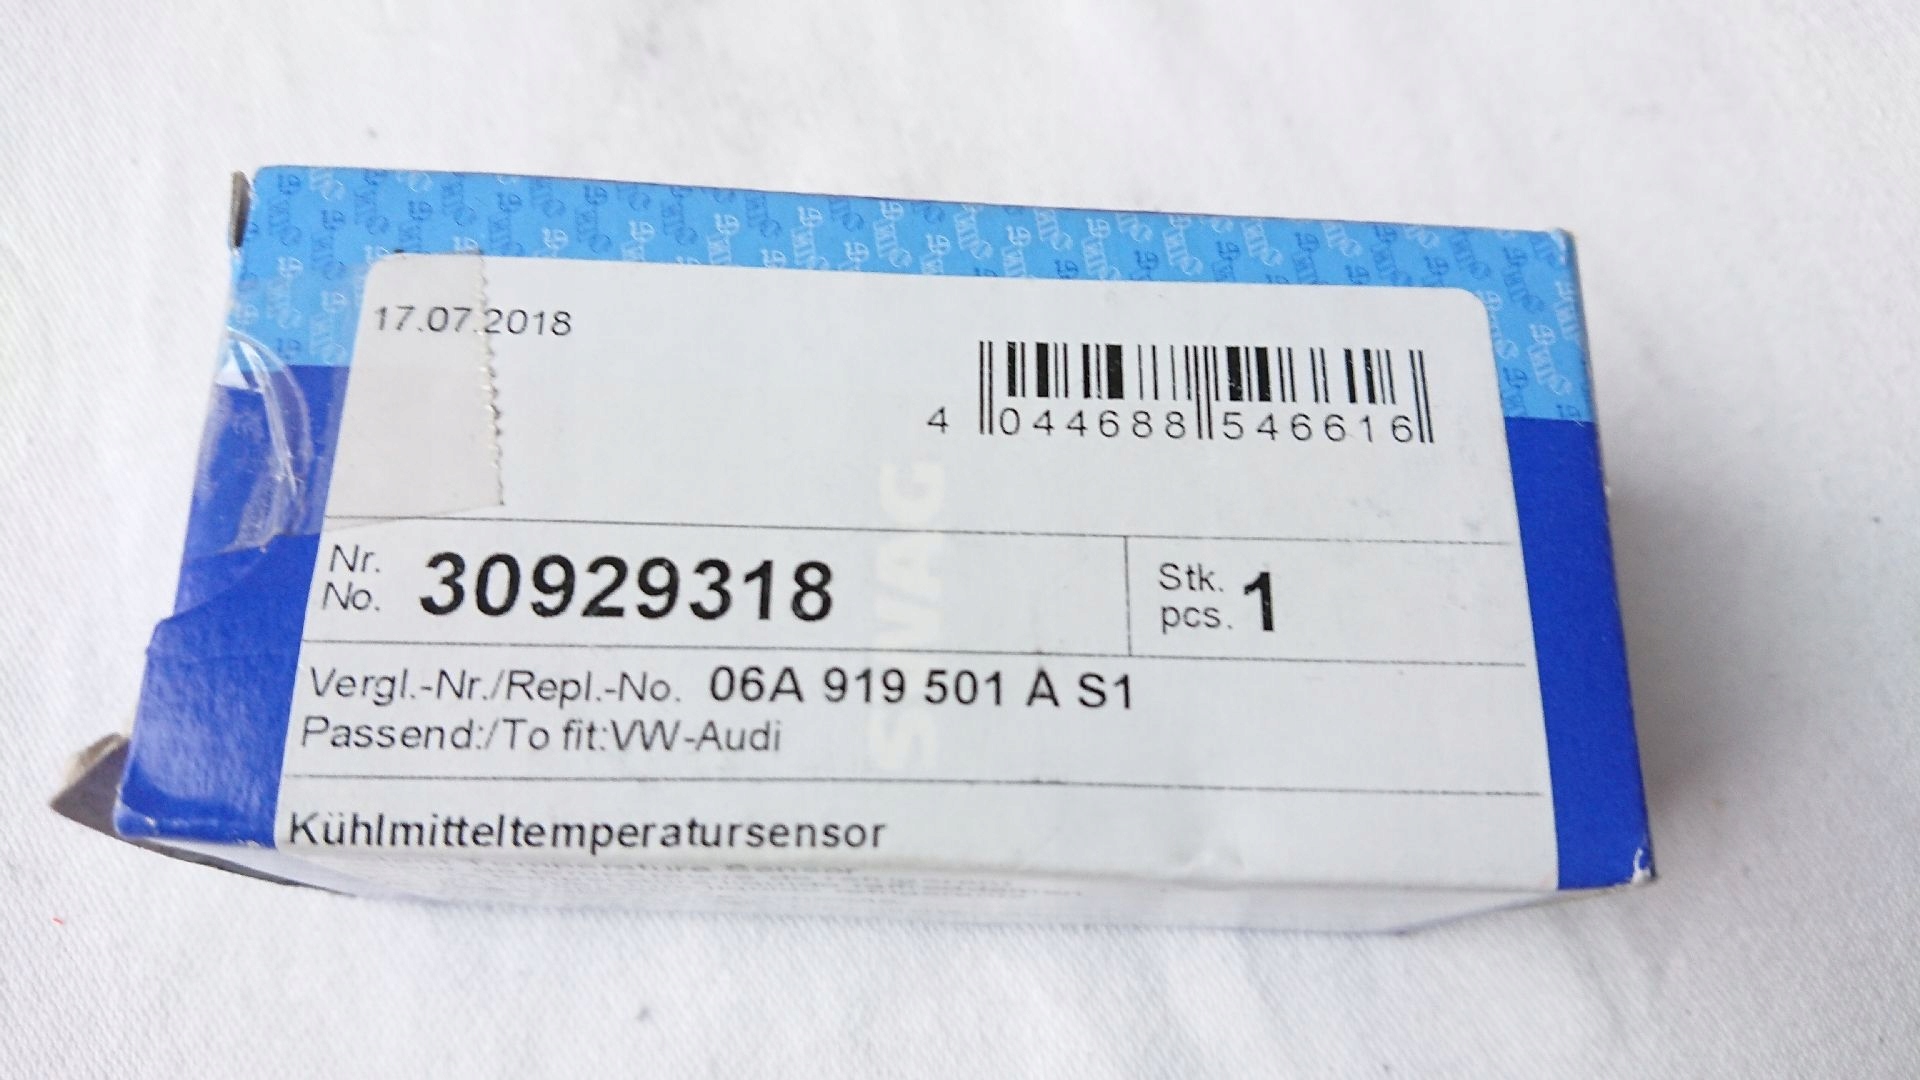 17.07.2018
4 044688 546616
Nr.
No. 30929318
Stk.
pcs. 1
SWAG
Vergl.-Nr./Repl.-No. 06A 919 501 A S1
Passend:/To fit:VW-Audi
Kühlmitteltemperatursensor